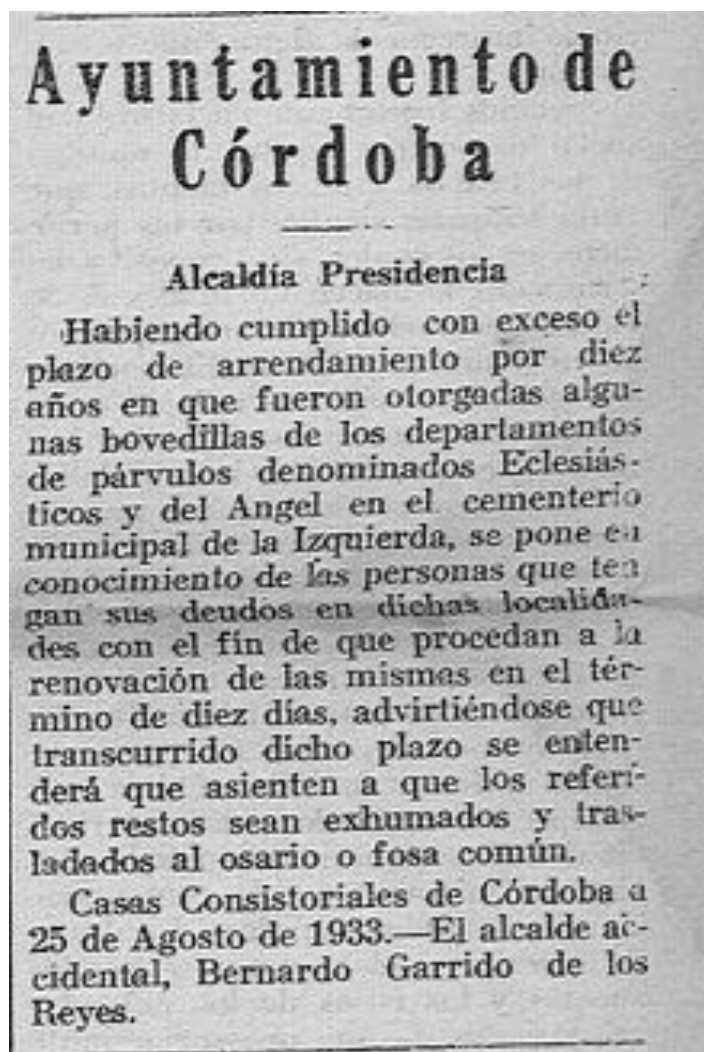 Ayuntamiento de
Córdoba
Alcaldía Presidencia
Habiendo cumplido con exceso el
plazo de arrendamiento por diez
años en que fueron otorgadas algu-
nas bovedillas de los departamentos
de párvulos denominados Eclesiás-
ticos y del Angel en el cementerio
municipal de la Izquierda, se pone en
conocimiento de las personas que ten
gan sus deudos en dichas localida-
des con el fín de que procedan a la
renovación de las mismas en el tér-
mino de diez días, advirtiéndose que
transcurrido dicho plazo se enten-
derá que asienten a que los referi-
dos restos sean exhumados y tras-
ladados al osario o fosa común.
Casas Consistoriales de Córdoba a
25 de Agosto de 1933.—El alcalde ac-
cidental, Bernardo Garrido de los
Reyes.